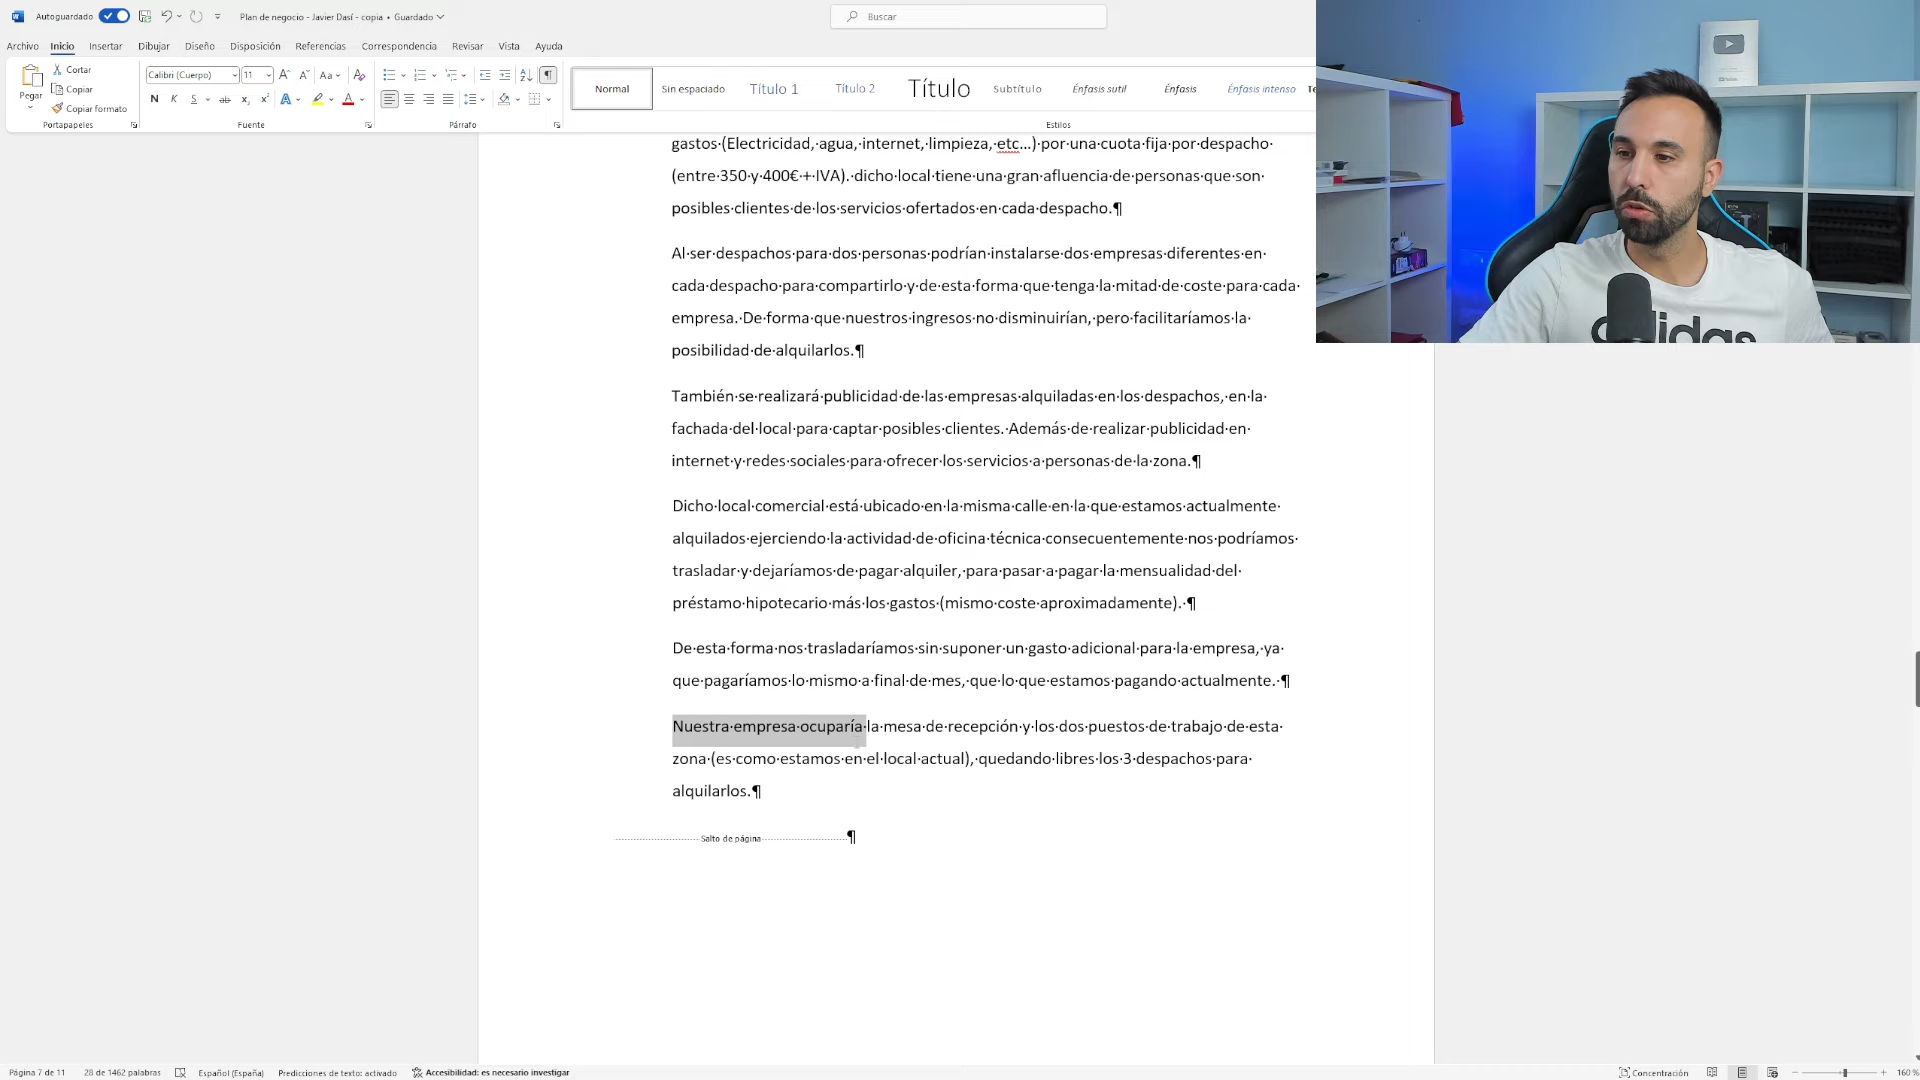 Autoguardado
Plan de negocio - Javier Dasí - copia • Guardado
Buscar
Archivo Inicio Insertar Dibujar Diseño Disposición Referencias Correspondencia Revisar Vista Ayuda
Pegar
Cortar
Copiar
Copiar formato
Portapapeles
Calibri (Cuerpo) 11
N K S ab x₂ x² A A
Fuente
Párrafo
Normal Sin espaciado Título 1 Título 2 Título Subtítulo Énfasis sutil Énfasis Énfasis intenso Te
Estilos
gastos·(Electricidad,·agua,·internet,·limpieza,·etc...)·por·una·cuota·fija·por·despacho·
(entre·350·y·400€·+·IVA).·dicho·local·tiene·una·gran·afluencia·de·personas·que·son·
posibles·clientes·de·los·servicios·ofertados·en·cada·despacho.¶
Al·ser·despachos·para·dos·personas·podrían·instalarse·dos·empresas·diferentes·en·
cada·despacho·para·compartirlo·y·de·esta·forma·que·tenga·la·mitad·de·coste·para·cada·
empresa.·De·forma·que·nuestros·ingresos·no·disminuirían,·pero·facilitaríamos·la·
posibilidad·de·alquilarlos.¶
También·se·realizará·publicidad·de·las·empresas·alquiladas·en·los·despachos,·en·la·
fachada·del·local·para·captar·posibles·clientes.·Además·de·realizar·publicidad·en·
internet·y·redes·sociales·para·ofrecer·los·servicios·a·personas·de·la·zona.¶
Dicho·local·comercial·está·ubicado·en·la·misma·calle·en·la·que·estamos·actualmente·
alquilados·ejerciendo·la·actividad·de·oficina·técnica·consecuentemente·nos·podríamos·
trasladar·y·dejaríamos·de·pagar·alquiler,·para·pasar·a·pagar·la·mensualidad·del·
préstamo·hipotecario·más·los·gastos·(mismo·coste·aproximadamente).·¶
De·esta·forma·nos·trasladaríamos·sin·suponer·un·gasto·adicional·para·la·empresa,·ya·
que·pagaríamos·lo·mismo·a·final·de·mes,·que·lo·que·estamos·pagando·actualmente.·¶
Nuestra·empresa·ocuparía·la·mesa·de·recepción·y·los·dos·puestos·de·trabajo·de·esta·
zona·(es·como·estamos·en·el·local·actual),·quedando·libres·los·3·despachos·para·
alquilarlos.¶
Salto de página ¶
adidas
Página 7 de 11 28 de 1462 palabras Español (España) Predicciones de texto: activado Accesibilidad: es necesario investigar Concentración 160 %